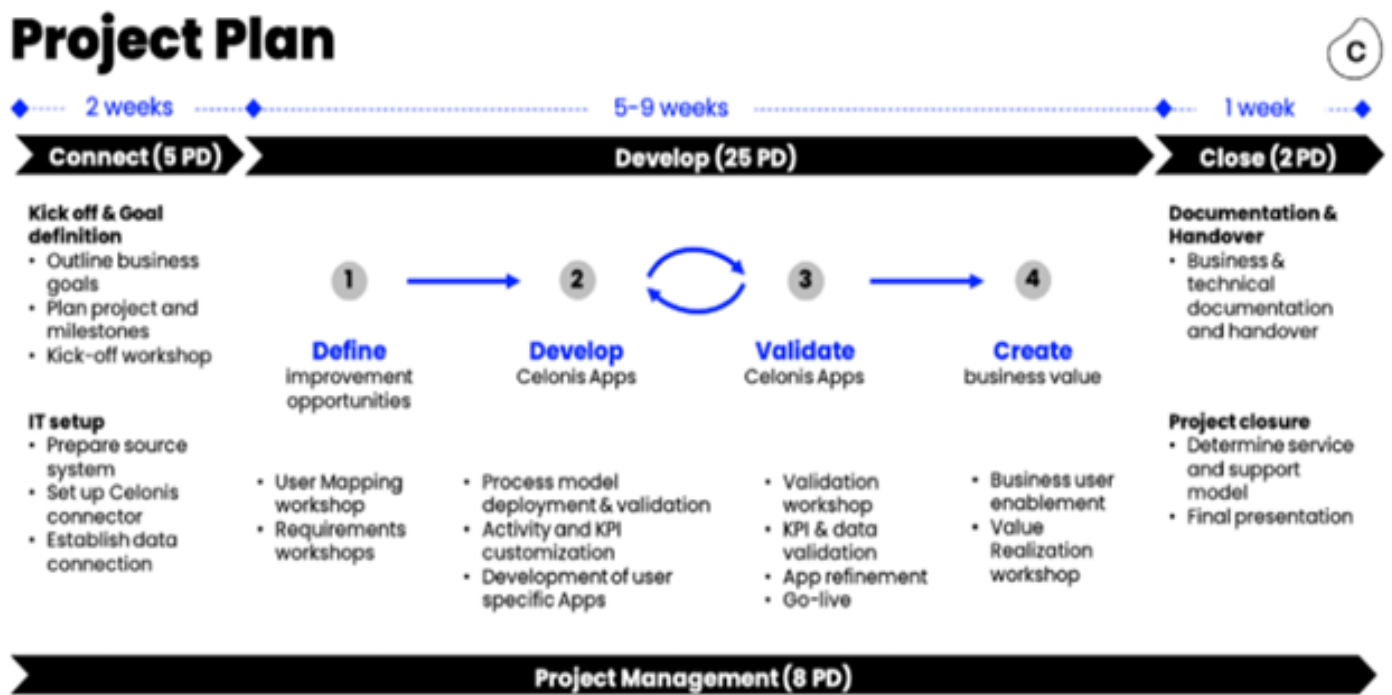 Project Plan
C
2 weeks
5-9 weeks
1 week
Connect (5 PD)
Develop (25 PD)
Close (2 PD)
Kick off & Goal
definition
• Outline business
goals
• Plan project and
milestones
• Kick-off workshop
IT setup
• Prepare source
system
• Set up Celonis
connector
• Establish data
connection
1
Define
improvement
opportunities
• User Mapping
workshop
• Requirements
workshops
2
Develop
Celonis Apps
• Process model
deployment & validation
• Activity and KPI
customization
• Development of user
specific Apps
3
Validate
Celonis Apps
• Validation
workshop
• KPI & data
validation
• App refinement
• Go-live
4
Create
business value
• Business user
enablement
• Value
Realization
workshop
Documentation &
Handover
• Business &
technical
documentation
and handover
Project closure
• Determine service
and support
model
• Final presentation
Project Management (8 PD)